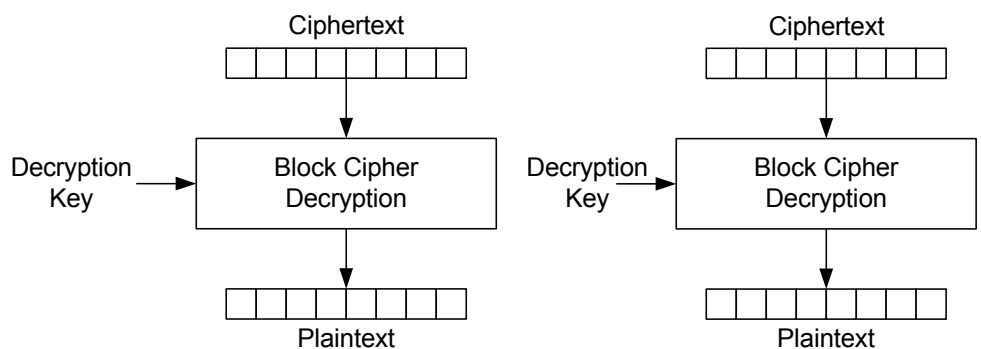 Ciphertext
Decryption
Key
Block Cipher
Decryption
Plaintext
Ciphertext
Decryption
Key
Block Cipher
Decryption
Plaintext